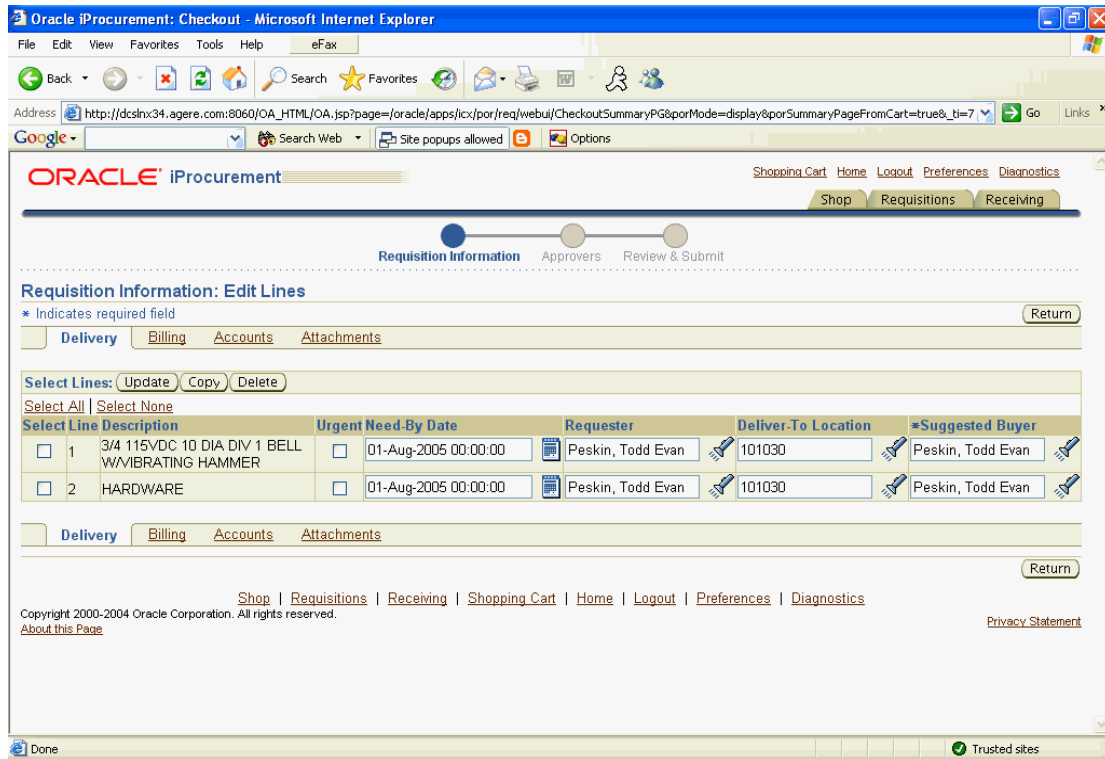 Oracle iProcurement: Checkout - Microsoft Internet Explorer
File Edit View Favorites Tools Help eFax
Back Search Favorites
Address http://dcslnx34.agere.com:8060/OA_HTML/OA.jsp?page=/oracle/apps/icx/por/req/webui/CheckoutSummaryPG&porMode=display&porSummaryPageFromCart=true&_ti=7 Go Links »
Google Search Web Site popups allowed Options
ORACLE iProcurement
Shopping Cart Home Logout Preferences Diagnostics
Shop Requisitions Receiving
Requisition Information Approvers Review & Submit
Requisition Information: Edit Lines
* Indicates required field Return
Delivery Billing Accounts Attachments
Select Lines: Update Copy Delete
Select All | Select None
Select Line Description Urgent Need-By Date Requester Deliver-To Location *Suggested Buyer
1 3/4 115VDC 10 DIA DIV 1 BELL W/VIBRATING HAMMER 01-Aug-2005 00:00:00 Peskin, Todd Evan 101030 Peskin, Todd Evan
2 HARDWARE 01-Aug-2005 00:00:00 Peskin, Todd Evan 101030 Peskin, Todd Evan
Delivery Billing Accounts Attachments
Return
Shop | Requisitions | Receiving | Shopping Cart | Home | Logout | Preferences | Diagnostics
Copyright 2000-2004 Oracle Corporation. All rights reserved.
About this Page Privacy Statement
Done Trusted sites